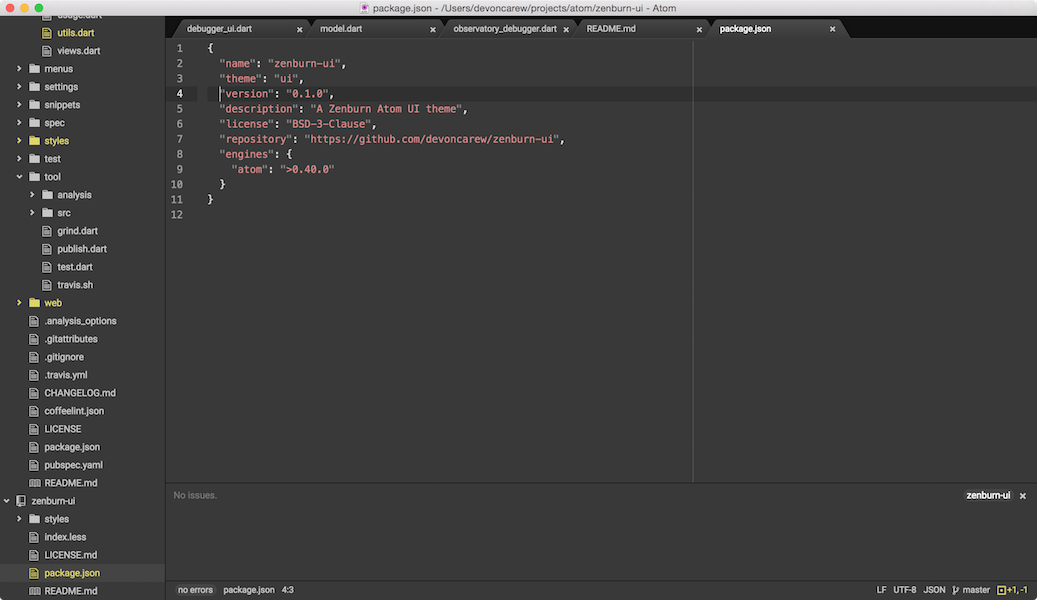 package.json - /Users/devoncarew/projects/atom/zenburn-ui - Atom
usage.dart
utils.dart
views.dart
menus
settings
snippets
spec
styles
test
tool
analysis
src
grind.dart
publish.dart
test.dart
travis.sh
web
.analysis_options
.gitattributes
.gitignore
.travis.yml
CHANGELOG.md
coffeelint.json
LICENSE
package.json
pubspec.yaml
README.md
zenburn-ui
styles
index.less
LICENSE.md
package.json
README.md
debugger_ui.dart
model.dart
observatory_debugger.dart
README.md
package.json
1 {
2 "name": "zenburn-ui",
3 "theme": "ui",
4 "version": "0.1.0",
5 "description": "A Zenburn Atom UI theme",
6 "license": "BSD-3-Clause",
7 "repository": "https://github.com/devoncarew/zenburn-ui",
8 "engines": {
9 "atom": ">0.40.0"
10 }
11 }
12
No issues.
zenburn-ui
no errors package.json 4:3
LF UTF-8 JSON master +1, -1